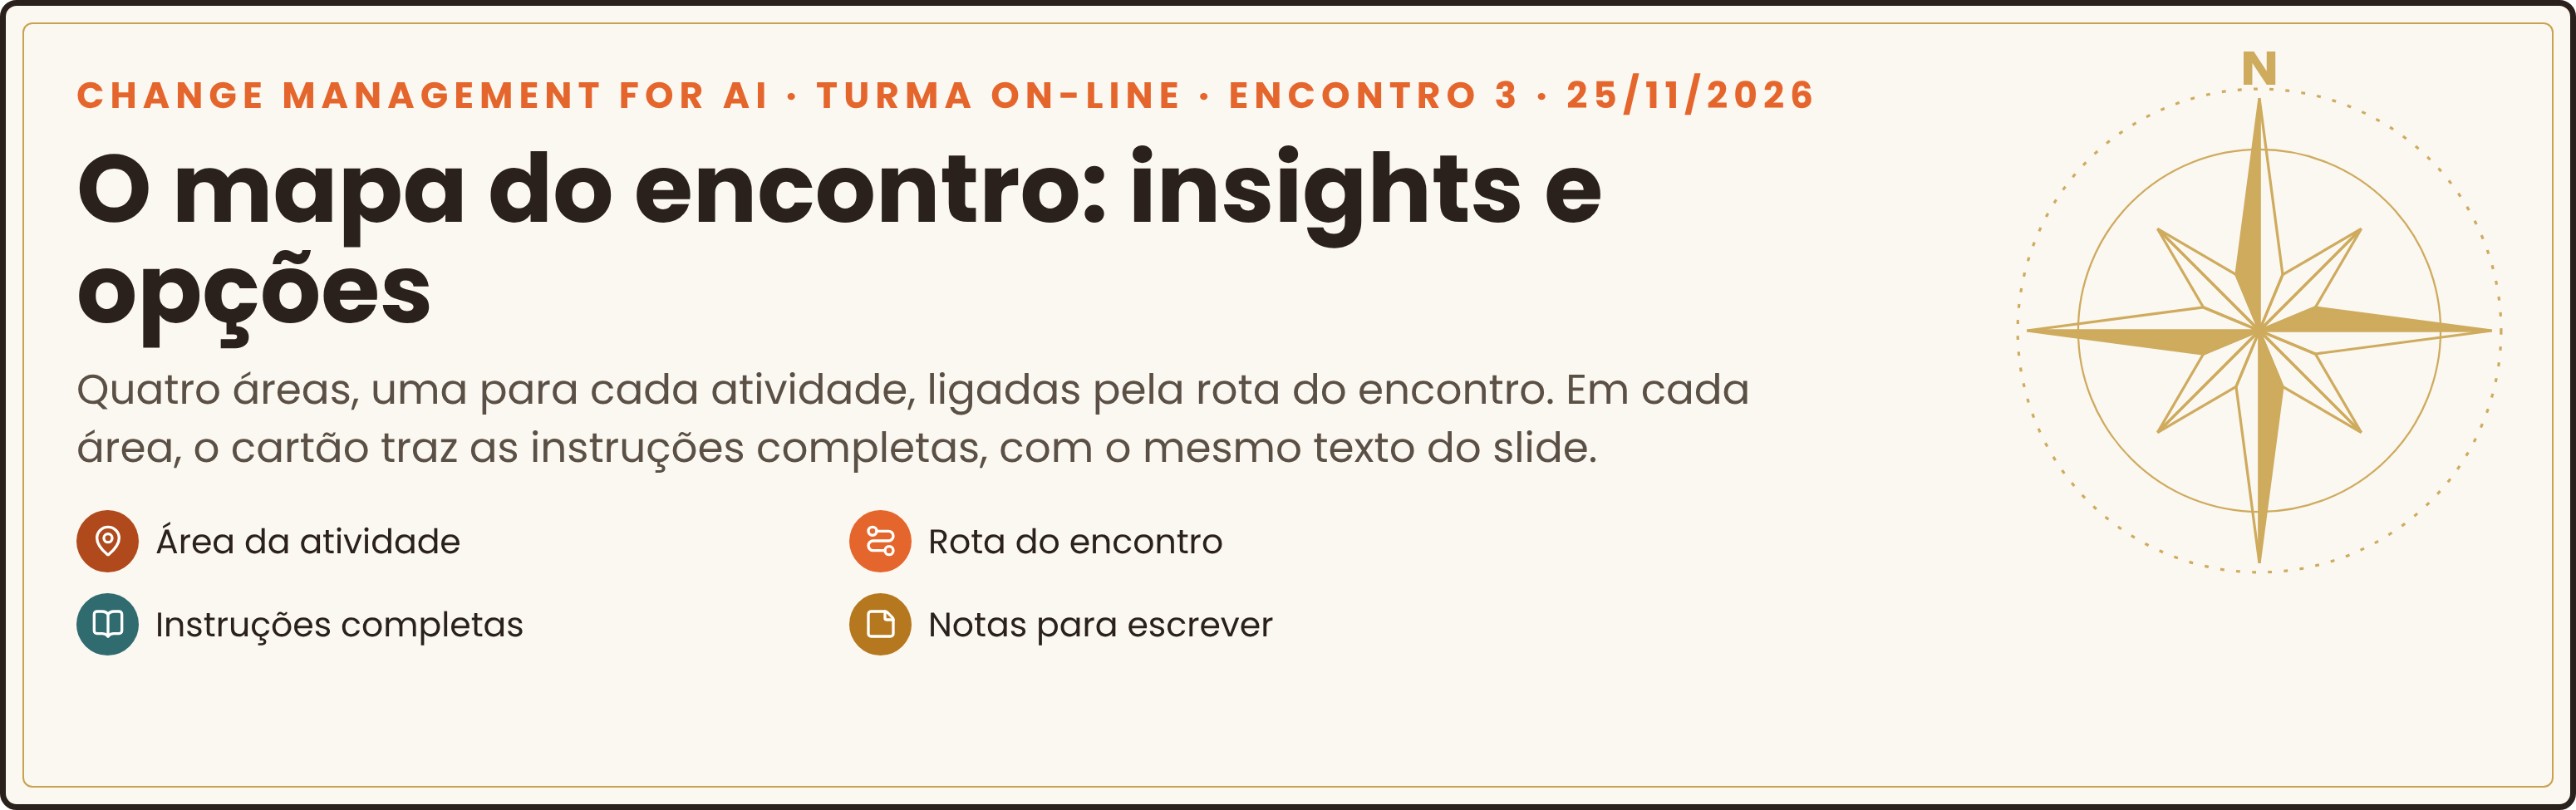 CHANGE MANAGEMENT FOR AI · TURMA ON-LINE · ENCONTRO 3 · 25/11/2026
N
O mapa do encontro: insights e
opções
Quatro áreas, uma para cada atividade, ligadas pela rota do encontro. Em cada
área, o cartão traz as instruções completas, com o mesmo texto do slide.
Área da atividade
Rota do encontro
Instruções completas
Notas para escrever